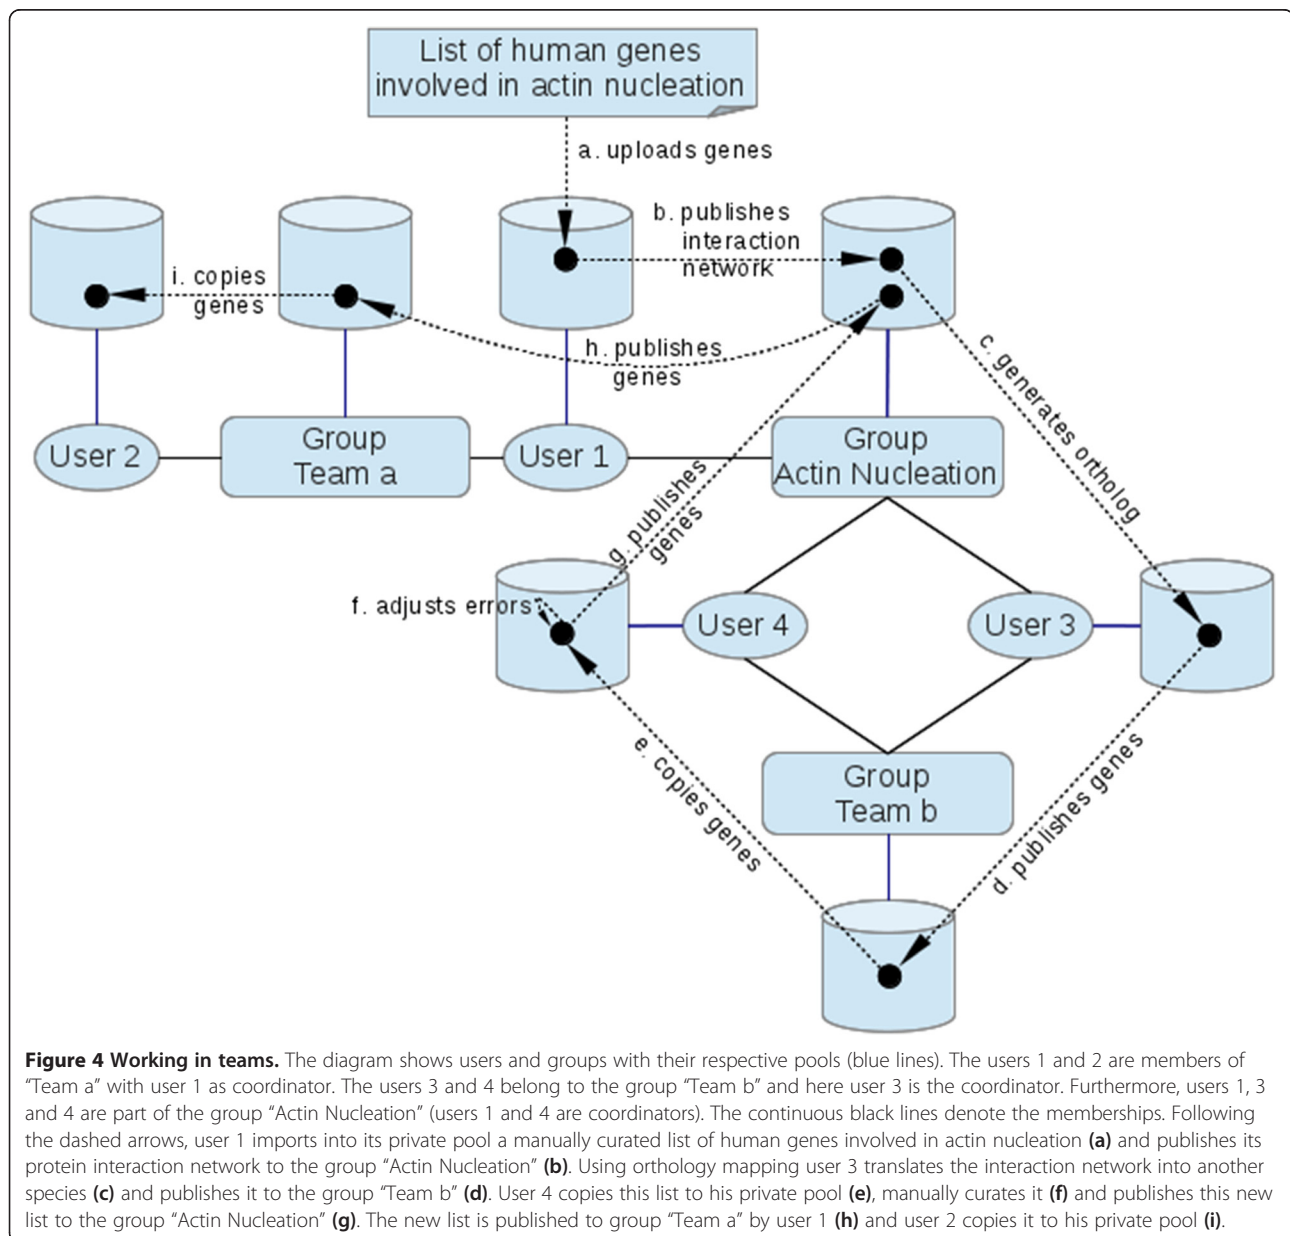 List of human genes
involved in actin nucleation
a. uploads genes
b. publishes
interaction
network
i. copies
genes
h. publishes
genes
c. generates ortholog
User 2
Group
Team a
User 1
Group
Actin Nucleation
g. publishes
genes
f. adjusts errors
User 4
User 3
e. copies genes
Group
Team b
d. publishes genes
Figure 4 Working in teams. The diagram shows users and groups with their respective pools (blue lines). The users 1 and 2 are members of
“Team a” with user 1 as coordinator. The users 3 and 4 belong to the group “Team b” and here user 3 is the coordinator. Furthermore, users 1, 3
and 4 are part of the group “Actin Nucleation” (users 1 and 4 are coordinators). The continuous black lines denote the memberships. Following
the dashed arrows, user 1 imports into its private pool a manually curated list of human genes involved in actin nucleation (a) and publishes its
protein interaction network to the group “Actin Nucleation” (b). Using orthology mapping user 3 translates the interaction network into another
species (c) and publishes it to the group “Team b” (d). User 4 copies this list to his private pool (e), manually curates it (f) and publishes this new
list to the group “Actin Nucleation” (g). The new list is published to group “Team a” by user 1 (h) and user 2 copies it to his private pool (i).